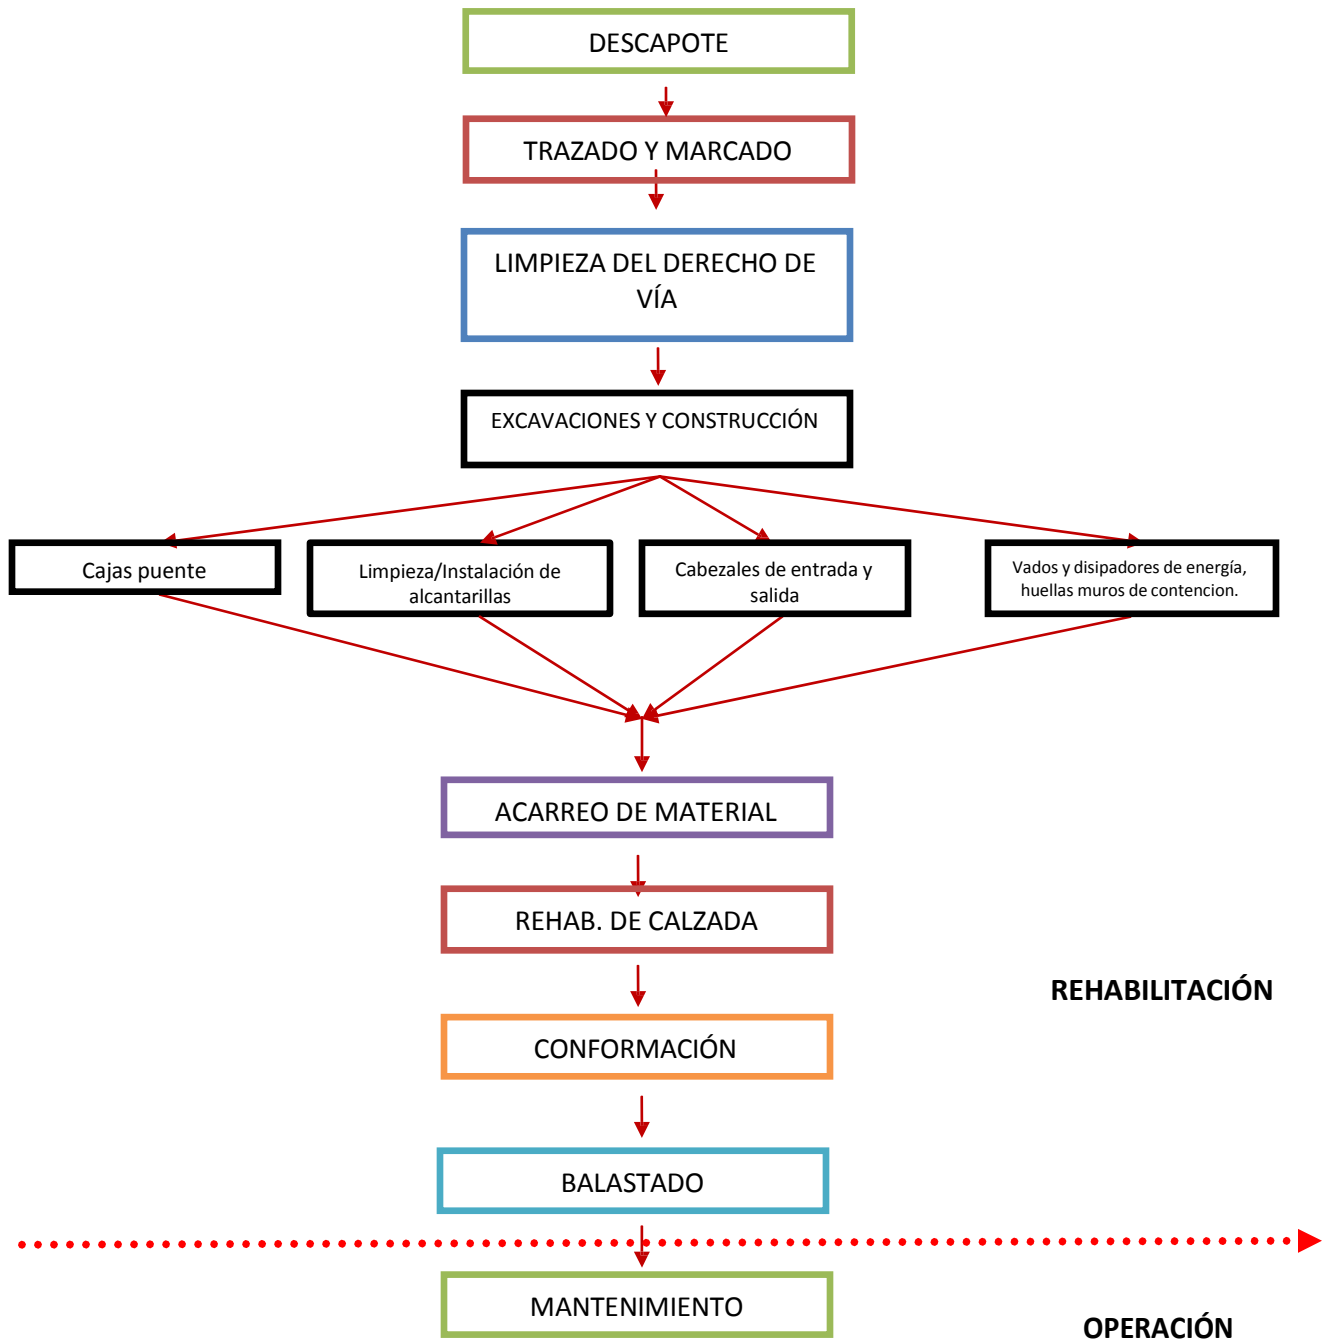 DESCAPOTE
TRAZADO Y MARCADO
LIMPIEZA DEL DERECHO DE
VÍA
EXCAVACIONES Y CONSTRUCCIÓN
Cajas puente
Limpieza/Instalación de
alcantarillas
Cabezales de entrada y
salida
Vados y disipadores de energía,
huellas muros de contencion.
ACARREO DE MATERIAL
REHAB. DE CALZADA
REHABILITACIÓN
CONFORMACIÓN
BALASTADO
MANTENIMIENTO
OPERACIÓN